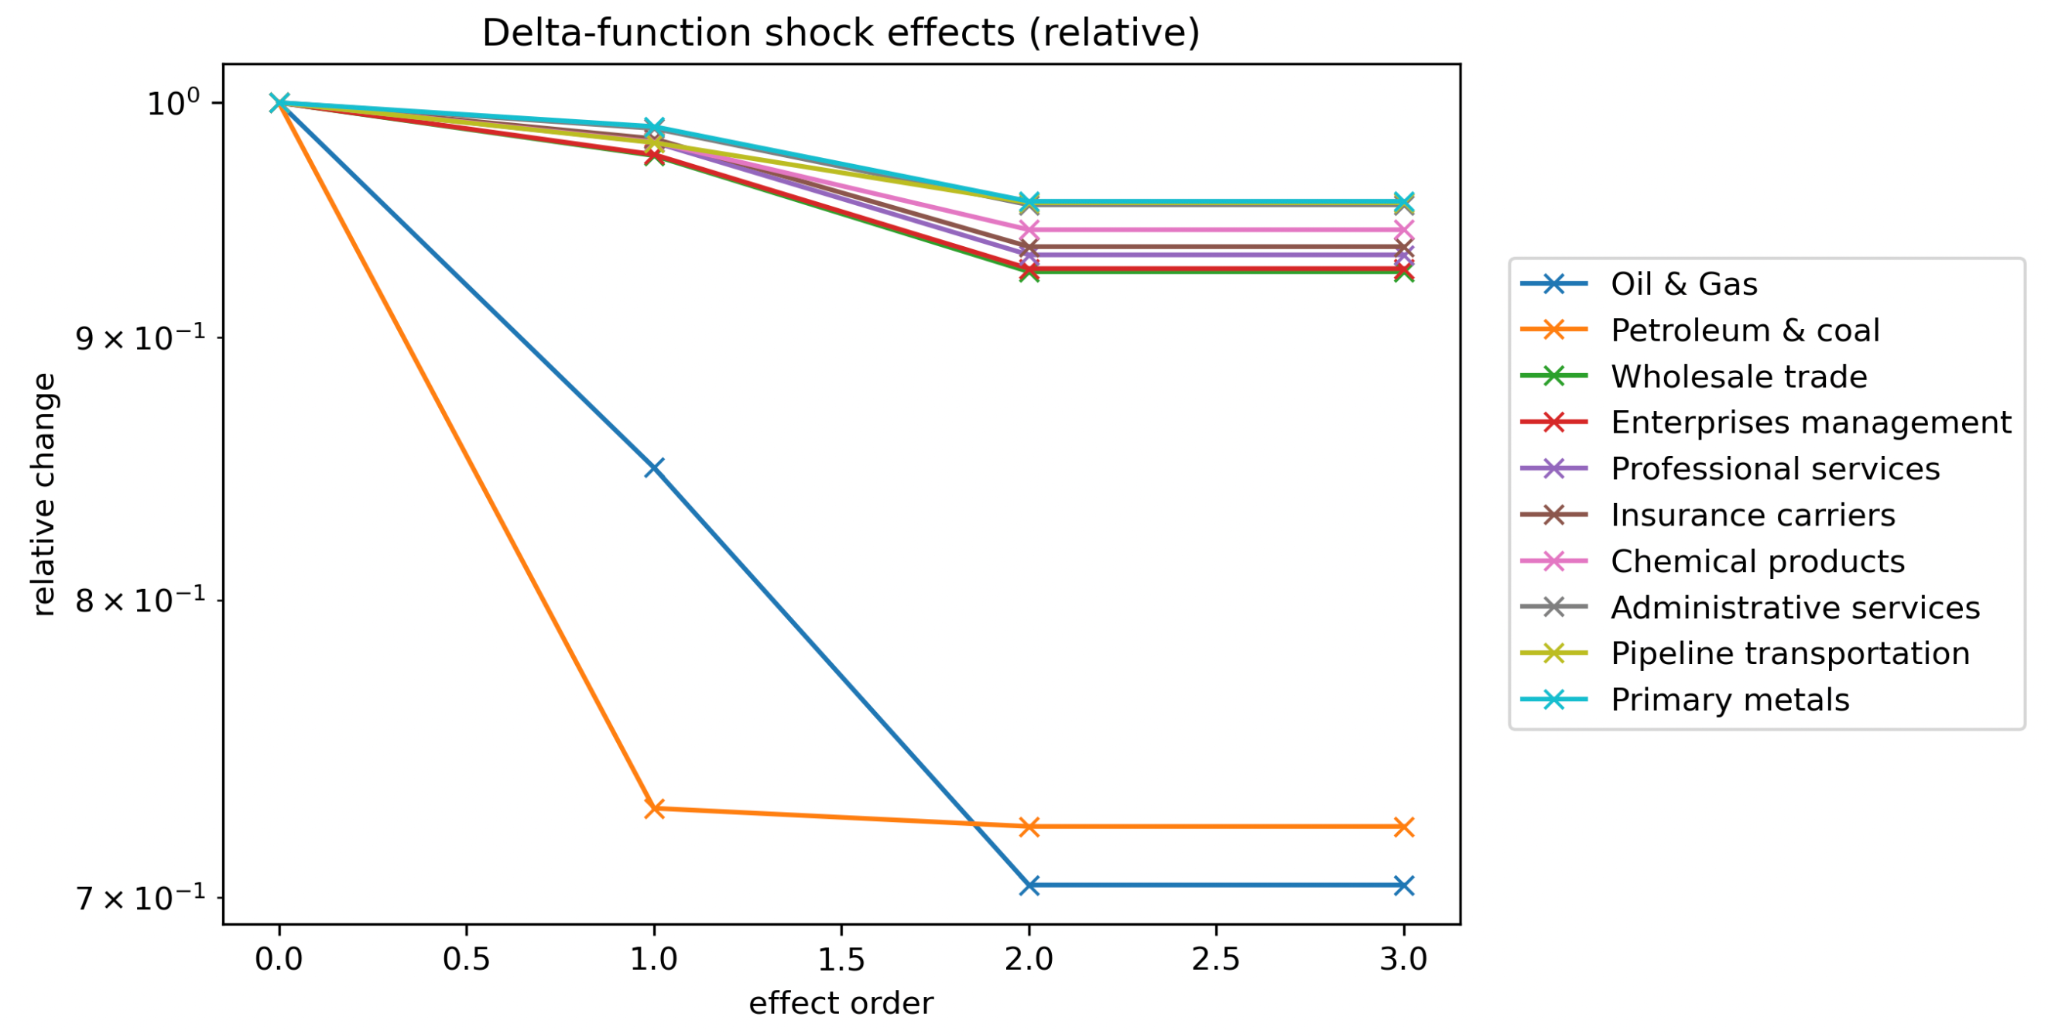 Delta-function shock effects (relative)
10⁰
9 × 10⁻¹
8 × 10⁻¹
7 × 10⁻¹
relative change
0.0 0.5 1.0 1.5 2.0 2.5 3.0
effect order
Oil & Gas
Petroleum & coal
Wholesale trade
Enterprises management
Professional services
Insurance carriers
Chemical products
Administrative services
Pipeline transportation
Primary metals